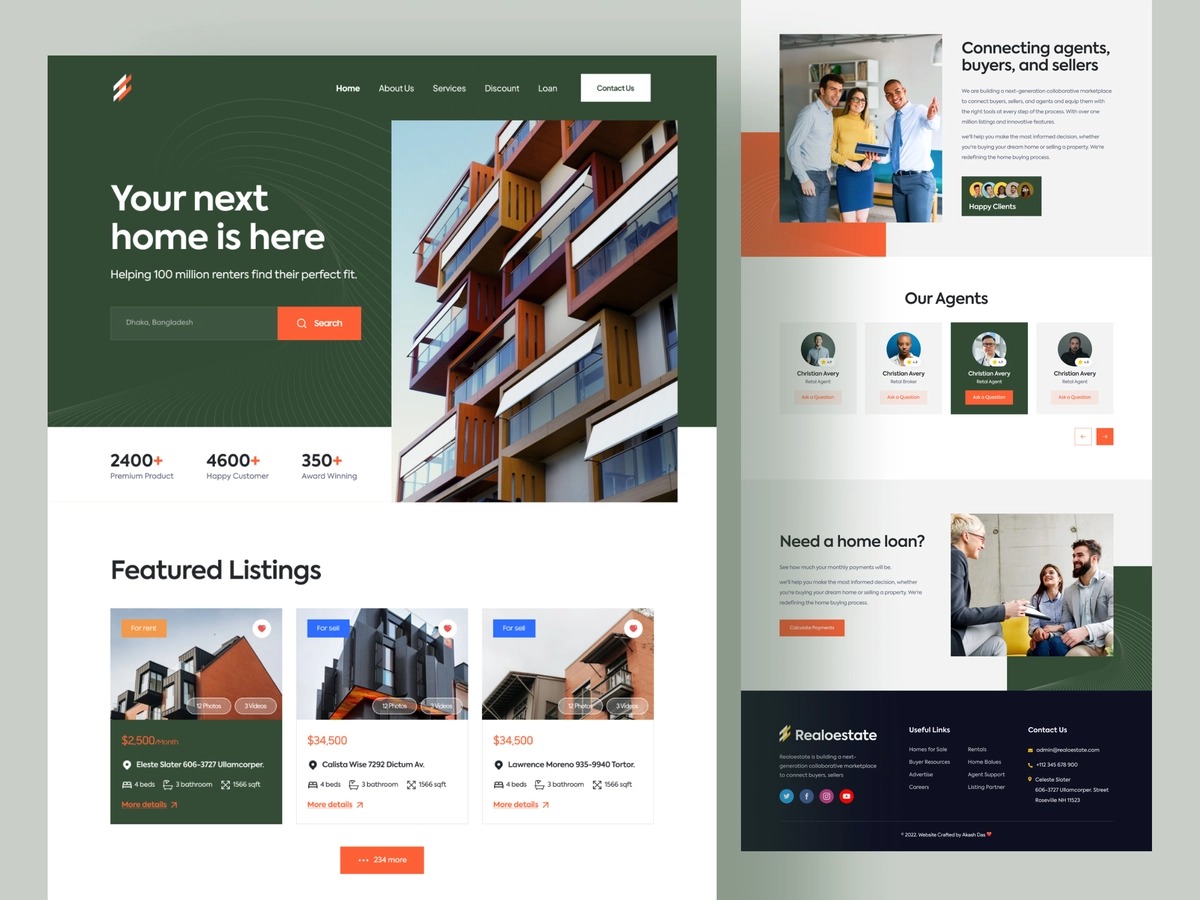 Home About Us Services Discount Loan Contact Us
Your next
home is here
Helping 100 million renters find their perfect fit.
Dhaka, Bangladesh
Search
2400+ 4600+ 350+
Premium Product Happy Customer Award Winning
Featured Listings
For rent
12 Photos 3 Videos
$2,500/Month
Eleste Slater 606-3727 Ullamcorper.
4 beds 3 bathroom 1566 sqft
More details
For sell
12 Photos 3 Videos
$34,500
Calista Wise 7292 Dictum Av.
4 beds 3 bathroom 1566 sqft
More details
For sell
12 Photos 3 Videos
$34,500
Lawrence Moreno 935-9940 Tortor.
4 beds 3 bathroom 1566 sqft
More details
234 more
Connecting agents,
buyers, and sellers
We are building a next-generation collaborative marketplace
to connect buyers, sellers, and agents and equip them with
the right tools at every step of the process. With over one
million listings and innovative features.
we'll help you make the most informed decision, whether
you're buying your dream home or selling a property. We're
redefining the home buying process.
Happy Clients
Our Agents
4.9
Christian Avery
Retal Agent
Ask a Question
4.8
Christian Avery
Retal Broker
Ask a Question
4.9
Christian Avery
Retal Agent
Ask a Question
4.8
Christian Avery
Retal Agent
Ask a Question
Need a home loan?
See how much your monthly payments will be.
we'll help you make the most informed decision, whether
you're buying your dream home or selling a property. We're
redefining the home buying process.
Calculate Payments
Realoestate
Realoestate is building a next-
generation collaborative marketplace
to connect buyers, sellers
Useful Links
Homes for Sale Rentals
Buyer Resources Home Balues
Advertise Agent Support
Careers Listing Partner
Contact Us
admin@realoestate.com
+112 345 678 900
Celeste Slater
606-3727 Ullamcorper. Street
Roseville NH 11523
© 2022. Website Crafted by Akash Das